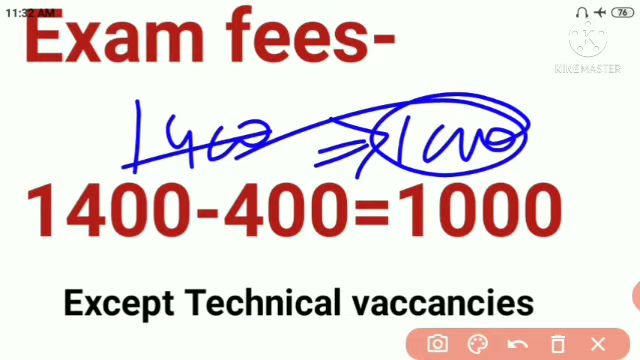 11:32 AM
76
Exam fees-
KINEMASTER
1400 => 1000
1400-400=1000
Except Technical vaccancies